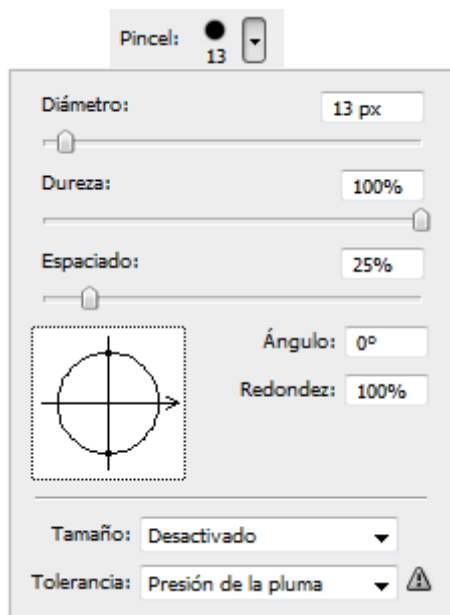 Pincel:
13
Diámetro: 13 px
Dureza: 100%
Espaciado: 25%
Ángulo: 0º
Redondez: 100%
Tamaño: Desactivado
Tolerancia: Presión de la pluma